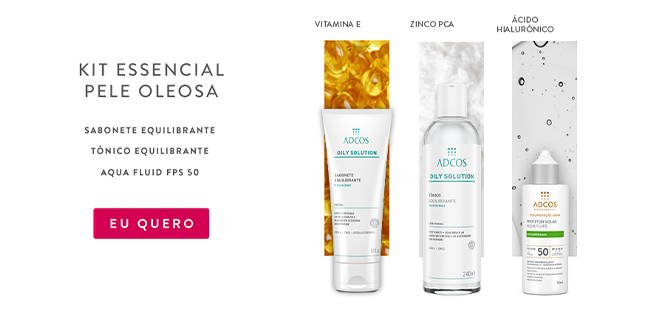 KIT ESSENCIAL
PELE OLEOSA
SABONETE EQUILIBRANTE
TÔNICO EQUILIBRANTE
AQUA FLUID FPS 50
EU QUERO
VITAMINA E
ADCOS
OILY SOLUTION
SABONETE
EQUILIBRANTE
ZINCO PCA
ADCOS
OILY SOLUTION
TÔNICO
EQUILIBRANTE
240ml
ÁCIDO
HIALURÔNICO
ADCOS
50